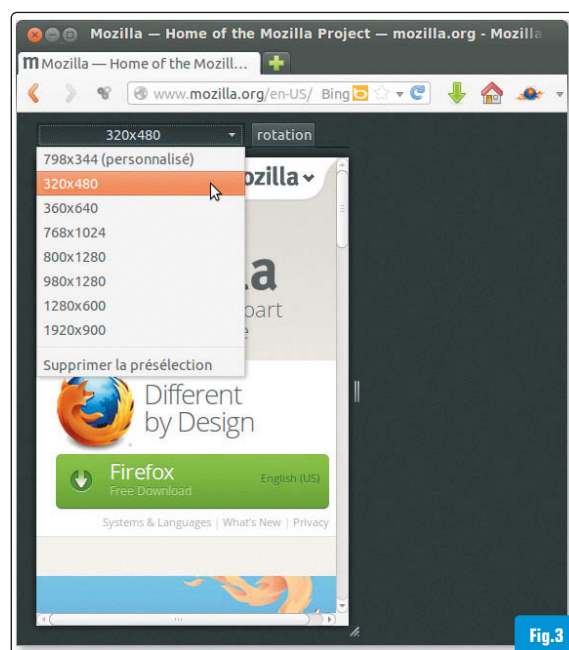 Mozilla — Home of the Mozilla Project — mozilla.org - Mozilla
m Mozilla — Home of the Mozill...
www.mozilla.org/en-US/ Bing
320x480 rotation
798x344 (personnalisé)
320x480
360x640
768x1024
800x1280
980x1280
1280x600
1920x900
Supprimer la présélection
ozilla
a
part
Different
by Design
Firefox English (US)
Free Download
Systems & Languages | What's New | Privacy
Fig.3